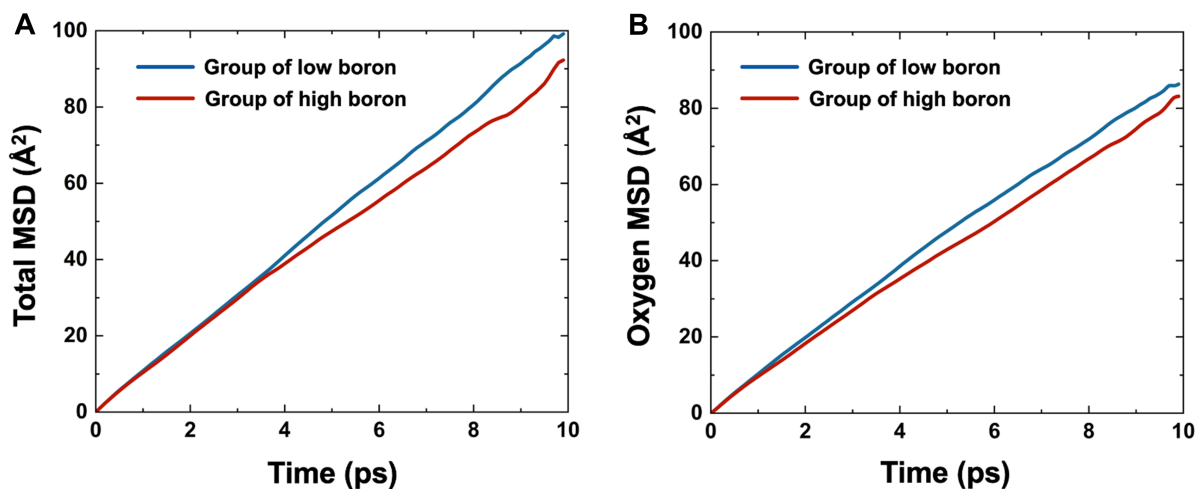 A
Total MSD (Å²)
100
80
60
40
20
0
Group of low boron
Group of high boron
0 2 4 6 8 10
Time (ps)
B
Oxygen MSD (Å²)
100
80
60
40
20
0
Group of low boron
Group of high boron
0 2 4 6 8 10
Time (ps)